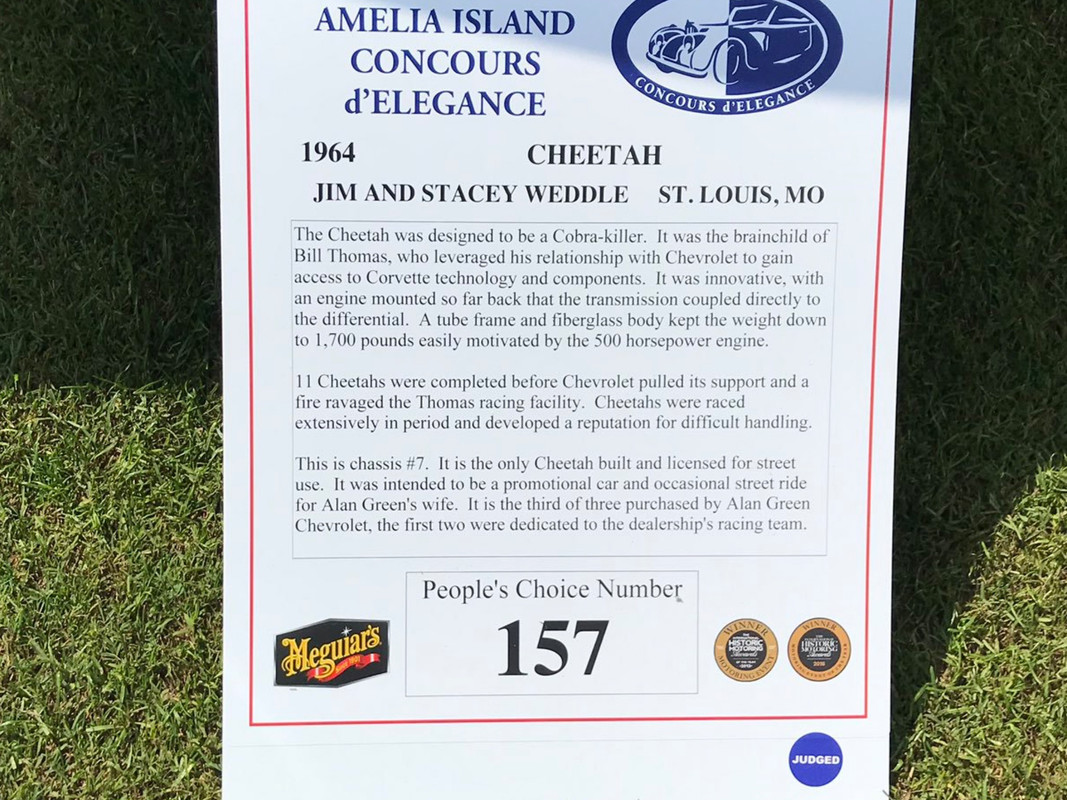 AMELIA ISLAND
CONCOURS
d'ELEGANCE
CONCOURS d'ELEGANCE
1964 CHEETAH
JIM AND STACEY WEDDLE ST. LOUIS, MO
The Cheetah was designed to be a Cobra-killer. It was the brainchild of
Bill Thomas, who leveraged his relationship with Chevrolet to gain
access to Corvette technology and components. It was innovative, with
an engine mounted so far back that the transmission coupled directly to
the differential. A tube frame and fiberglass body kept the weight down
to 1,700 pounds easily motivated by the 500 horsepower engine.
11 Cheetahs were completed before Chevrolet pulled its support and a
fire ravaged the Thomas racing facility. Cheetahs were raced
extensively in period and developed a reputation for difficult handling.
This is chassis #7. It is the only Cheetah built and licensed for street
use. It was intended to be a promotional car and occasional street ride
for Alan Green's wife. It is the third of three purchased by Alan Green
Chevrolet, the first two were dedicated to the dealership's racing team.
People's Choice Number
157
Meguiar's
SINCE 1901
WINNER
HISTORIC
MOTORING
Awards
WINNER
HISTORIC
MOTORING
Awards
JUDGED